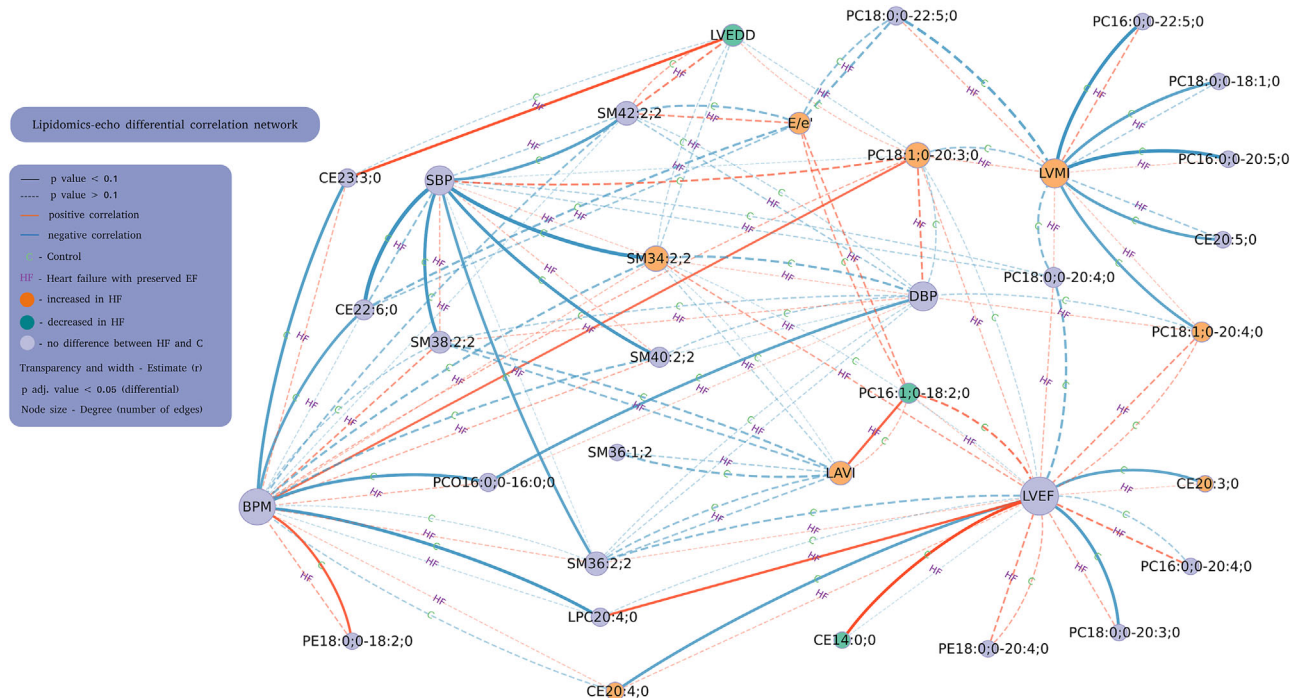 Lipidomics-echo differential correlation network
p value < 0.1
p value > 0.1
positive correlation
negative correlation
C - Control
HF - Heart failure with preserved EF
- increased in HF
- decreased in HF
- no difference between HF and C
Transparency and width - Estimate (r)
p adj. value < 0.05 (differential)
Node size - Degree (number of edges)
PC18:0;0-22:5;0
PC16:0;0-22:5;0
LVEDD
PC18:0;0-18:1;0
SM42:2;2
E/e'
PC18:1;0-20:3;0
PC16:0;0-20:5;0
CE23:3;0
SBP
LVMI
CE20:5;0
SM34:2;2
PC18:0;0-20:4;0
DBP
CE22:6;0
PC18:1;0-20:4;0
SM38:2;2
SM40:2;2
PC16:1;0-18:2;0
SM36:1;2
LAVI
PCO16:0;0-16:0;0
CE20:3;0
BPM
LVEF
SM36:2;2
PC16:0;0-20:4;0
LPC20:4;0
PC18:0;0-20:3;0
PE18:0;0-18:2;0
CE14:0;0
PE18:0;0-20:4;0
CE20:4;0